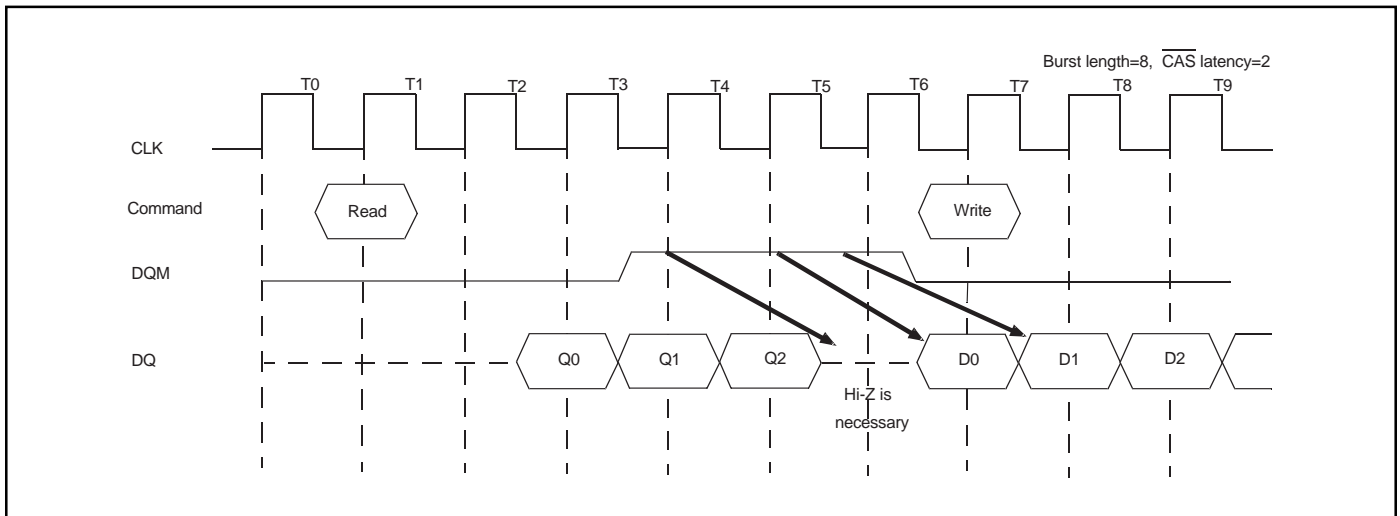 Burst length=8, CAS latency=2
T0 T1 T2 T3 T4 T5 T6 T7 T8 T9
CLK
Command Read Write
DQM
DQ Q0 Q1 Q2 D0 D1 D2
Hi-Z is
necessary